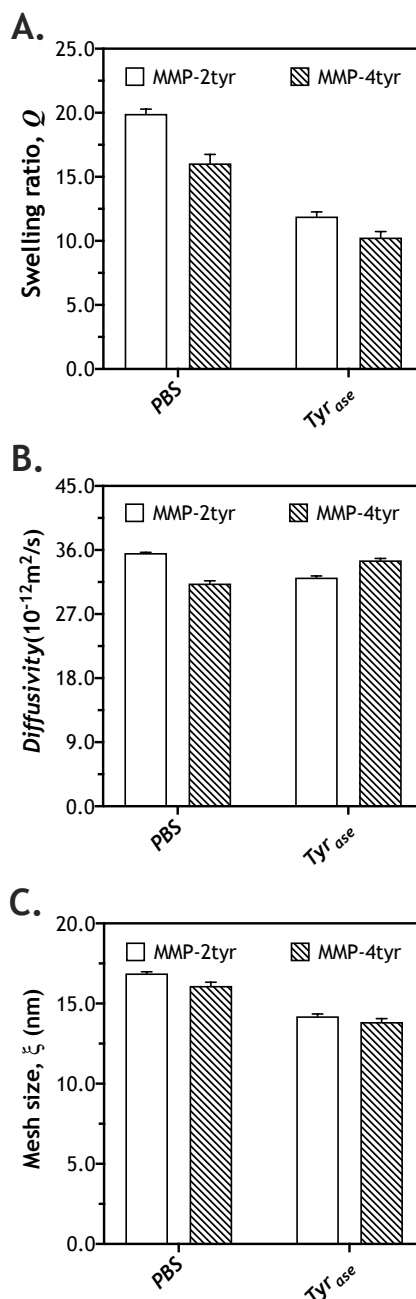 A.
25.0
MMP-2tyr MMP-4tyr
20.0
15.0
10.0
5.0
0.0
Swelling ratio, Q
PBS Tyr ase
B.
45.0
MMP-2tyr MMP-4tyr
36.0
27.0
18.0
9.0
0.0
Diffusivity(10-12m2/s)
PBS Tyr ase
C.
20.0
MMP-2tyr MMP-4tyr
15.0
10.0
5.0
0.0
Mesh size, ξ (nm)
PBS Tyr ase